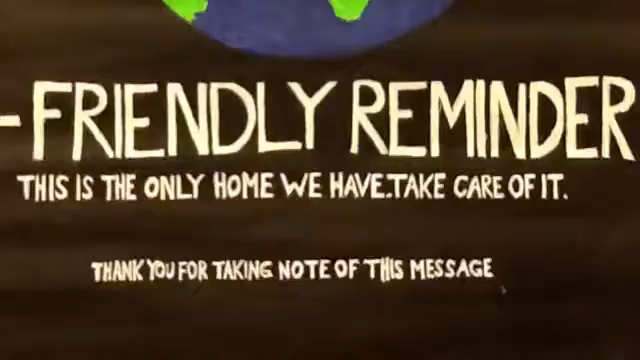 -FRIENDLY REMINDER
THIS IS THE ONLY HOME WE HAVE.TAKE CARE OF IT.
THANK YOU FOR TAKING NOTE OF THIS MESSAGE